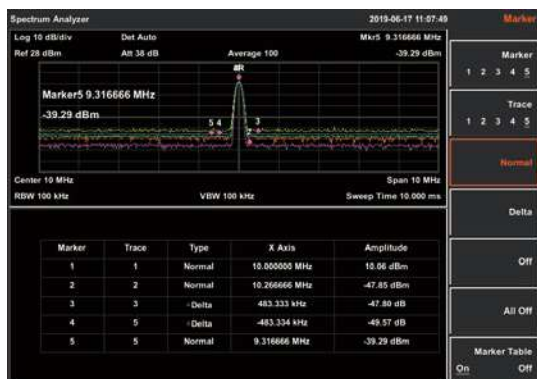 Spectrum Analyzer 2019-06-17 11:07:49 Marker
Log 10 dB/div Det Auto Mkr5 9.316666 MHz
Ref 28 dBm Att 38 dB Average 100 -39.29 dBm
Marker5 9.316666 MHz
-39.29 dBm
5 4 3
2
Center 10 MHz Span 10 MHz
RBW 100 kHz VBW 100 kHz Sweep Time 10.000 ms
Marker Trace Type X Axis Amplitude
1 1 Normal 10.000000 MHz 10.06 dBm
2 2 Normal 10.266666 MHz -47.85 dBm
3 3 Delta 483.333 kHz -47.80 dB
4 5 Delta -483.334 kHz -49.57 dB
5 5 Normal 9.316666 MHz -39.29 dBm
Marker
1 2 3 4 5
Trace
1 2 3 4 5
Normal
Delta
Off
All Off
Marker Table
On Off